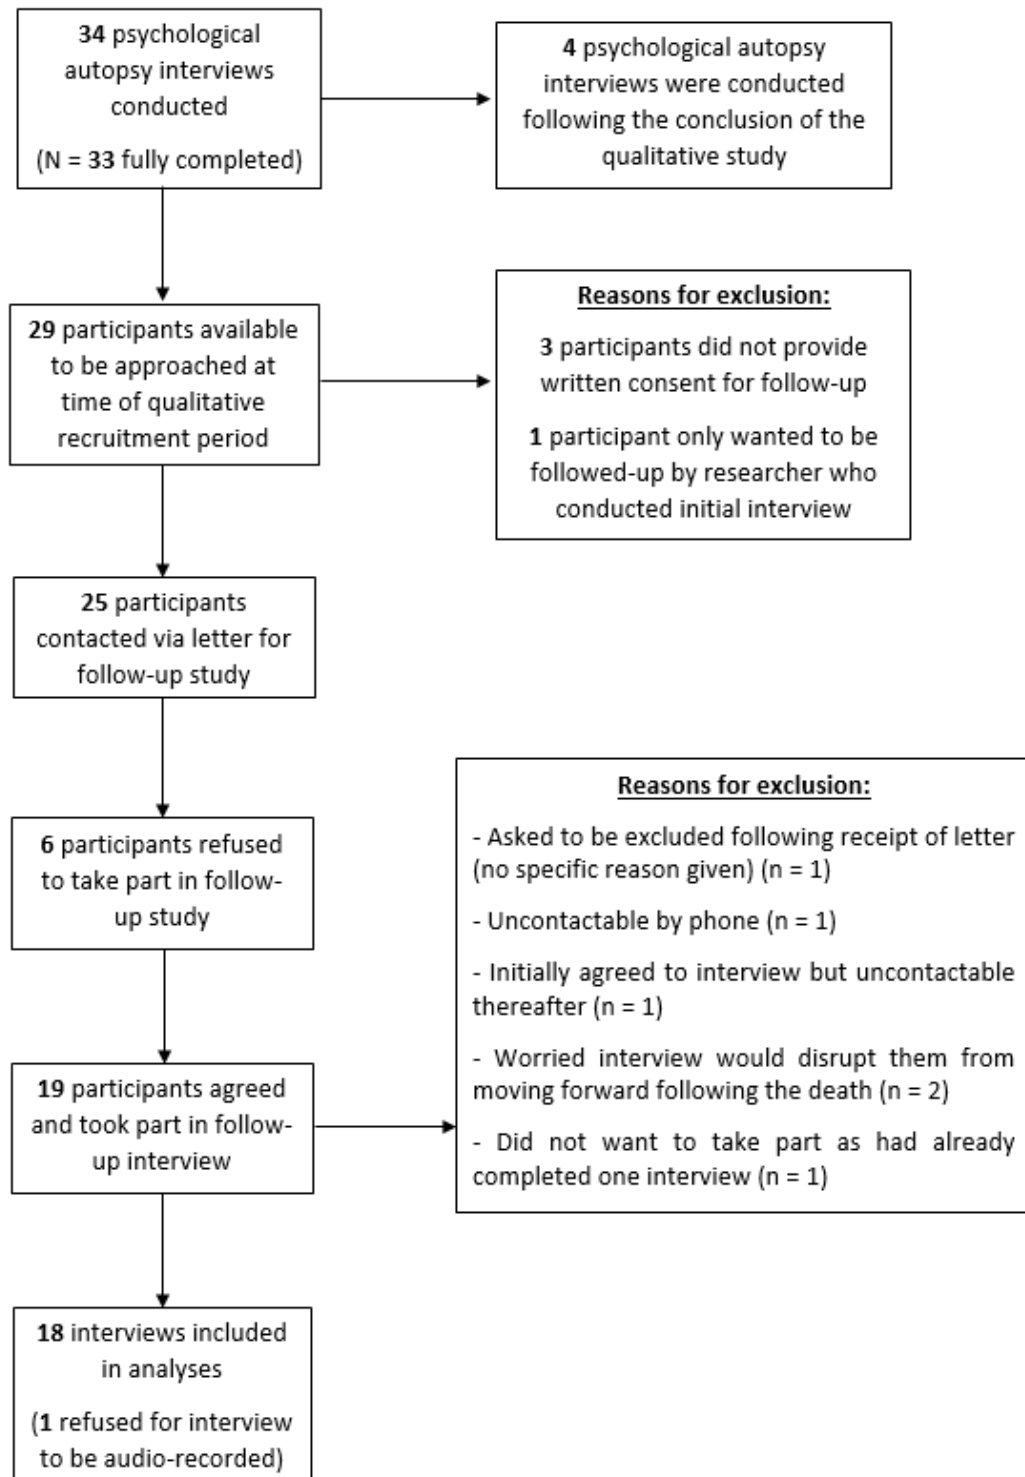 34 psychological
autopsy interviews
conducted
(N = 33 fully completed)
4 psychological autopsy
interviews were conducted
following the conclusion of the
qualitative study
29 participants available
to be approached at
time of qualitative
recruitment period
Reasons for exclusion:
3 participants did not provide
written consent for follow-up
1 participant only wanted to be
followed-up by researcher who
conducted initial interview
25 participants
contacted via letter for
follow-up study
6 participants refused
to take part in follow-
up study
Reasons for exclusion:
- Asked to be excluded following receipt of letter
(no specific reason given) (n = 1)
- Uncontactable by phone (n = 1)
- Initially agreed to interview but uncontactable
thereafter (n = 1)
- Worried interview would disrupt them from
moving forward following the death (n = 2)
- Did not want to take part as had already
completed one interview (n = 1)
19 participants agreed
and took part in follow-
up interview
18 interviews included
in analyses
(1 refused for interview
to be audio-recorded)